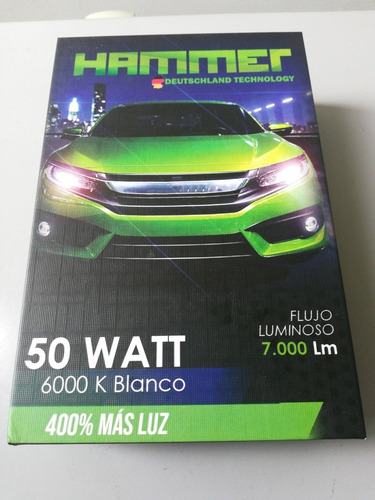 HAMMER
DEUTSCHLAND TECHNOLOGY
FLUJO
LUMINOSO
7.000 Lm
50 WATT
6000 K Blanco
400% MÁS LUZ